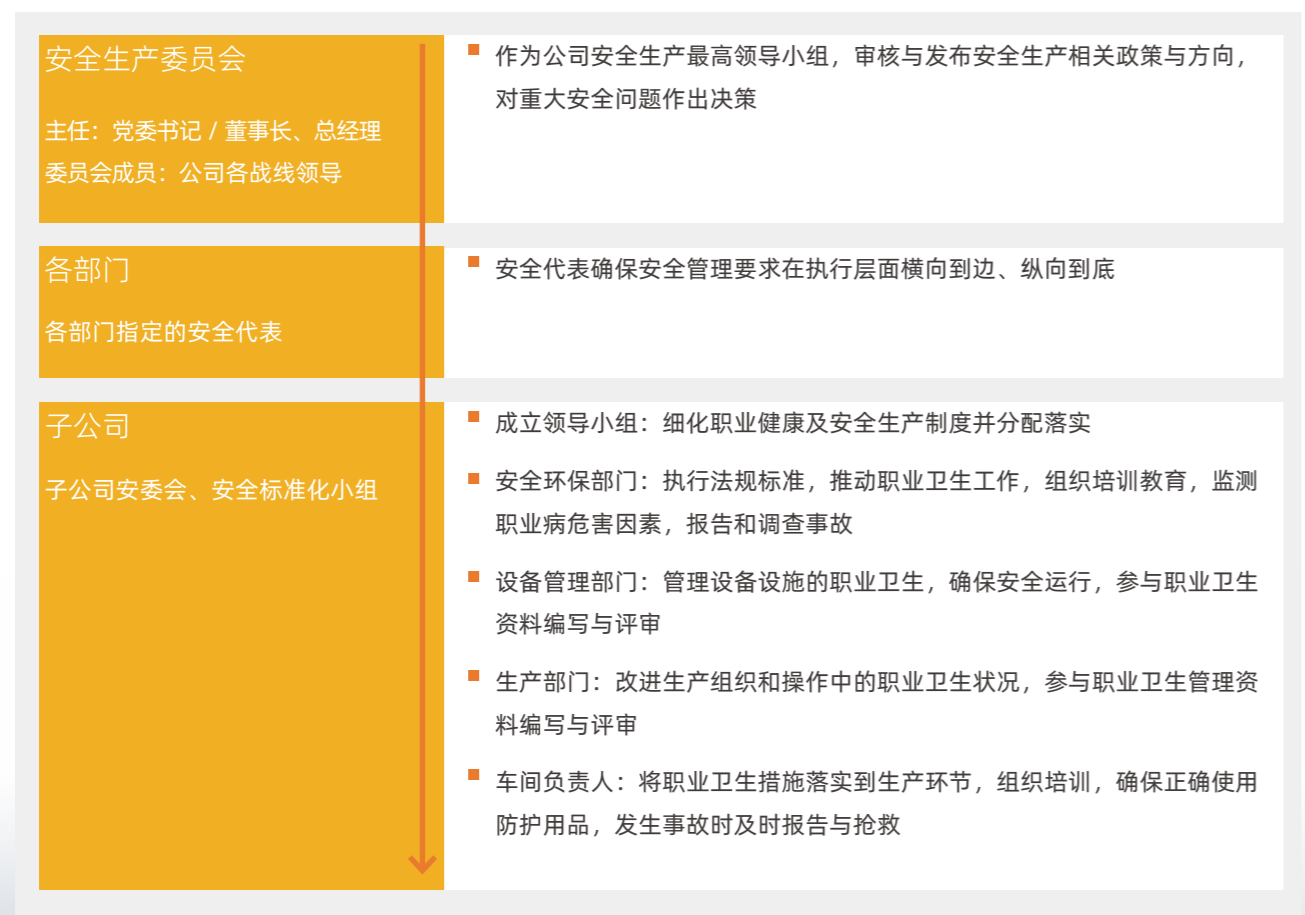 安全生产委员会
主任：党委书记 / 董事长、总经理
委员会成员：公司各战线领导
作为公司安全生产最高领导小组，审核与发布安全生产相关政策与方向，
对重大安全问题作出决策
各部门
各部门指定的安全代表
安全代表确保安全管理要求在执行层面横向到边、纵向到底
子公司
子公司安委会、安全标准化小组
成立领导小组：细化职业健康及安全生产制度并分配落实
安全环保部门：执行法规标准，推动职业卫生工作，组织培训教育，监测
职业病危害因素，报告和调查事故
设备管理部门：管理设备设施的职业卫生，确保安全运行，参与职业卫生
资料编写与评审
生产部门：改进生产组织和操作中的职业卫生状况，参与职业卫生管理资
料编写与评审
车间负责人：将职业卫生措施落实到生产环节，组织培训，确保正确使用
防护用品，发生事故时及时报告与抢救